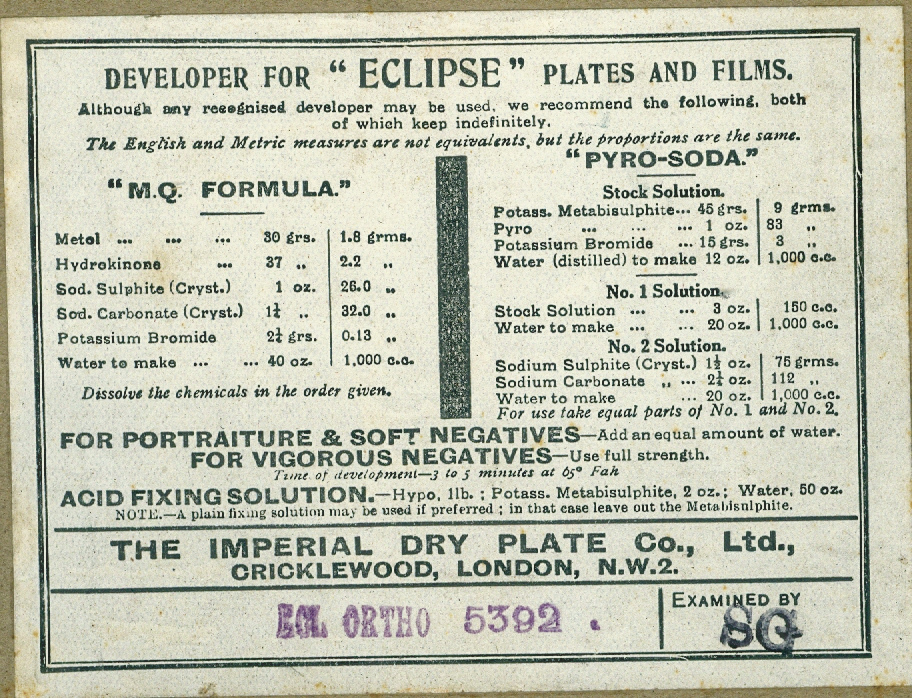 DEVELOPER FOR "ECLIPSE" PLATES AND FILMS.
Although any recognised developer may be used, we recommend the following, both
of which keep indefinitely.
The English and Metric measures are not equivalents, but the proportions are the same.
"M.Q. FORMULA."
Metol ... ... ... 30 grs. 1.8 grms.
Hydrokinone ... 37 „ 2.2 „
Sod. Sulphite (Cryst.) 1 oz. 26.0 „
Sod. Carbonate (Cryst.) 1¼ „ 32.0 „
Potassium Bromide 2¼ grs. 0.13 „
Water to make ... ... 40 oz. 1,000 c.c.
Dissolve the chemicals in the order given.
"PYRO-SODA."
Stock Solution.
Potass. Metabisulphite... 45 grs. 9 grms.
Pyro ... ... ... 1 oz. 83 „
Potassium Bromide ... 15 grs. 3 „
Water (distilled) to make 12 oz. 1,000 c.c.
No. 1 Solution.
Stock Solution ... ... 3 oz. 150 c.c.
Water to make ... ... 20 oz. 1,000 c.c.
No. 2 Solution.
Sodium Sulphite (Cryst.) 1½ oz. 75 grms.
Sodium Carbonate „ ... 2¼ oz. 112 „
Water to make ... 20 oz. 1,000 c.c.
For use take equal parts of No. 1 and No. 2.
FOR PORTRAITURE & SOFT NEGATIVES—Add an equal amount of water.
FOR VIGOROUS NEGATIVES—Use full strength.
Time of development—3 to 5 minutes at 65° Fah
ACID FIXING SOLUTION.—Hypo, 1lb. ; Potass. Metabisulphite, 2 oz.; Water, 50 oz.
NOTE.—A plain fixing solution may be used if preferred ; in that case leave out the Metabisulphite.
THE IMPERIAL DRY PLATE Co., Ltd.,
CRICKLEWOOD, LONDON, N.W.2.
ECL ORTHO 5392 .
EXAMINED BY
SQ